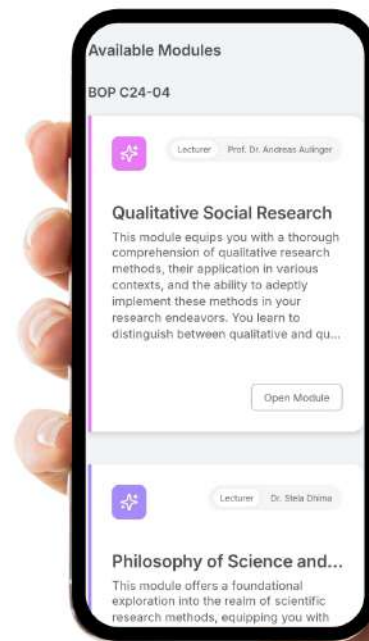 Available Modules
BOP C24-04
Lecturer Prof. Dr. Andreas Aulinger
Qualitative Social Research
This module equips you with a thorough
comprehension of qualitative research
methods, their application in various
contexts, and the ability to adeptly
implement these methods in your
research endeavors. You learn to
distinguish between qualitative and qu...
Open Module
Lecturer Dr. Stela Dhima
Philosophy of Science and...
This module offers a foundational
exploration into the realm of scientific
research methods, equipping you with